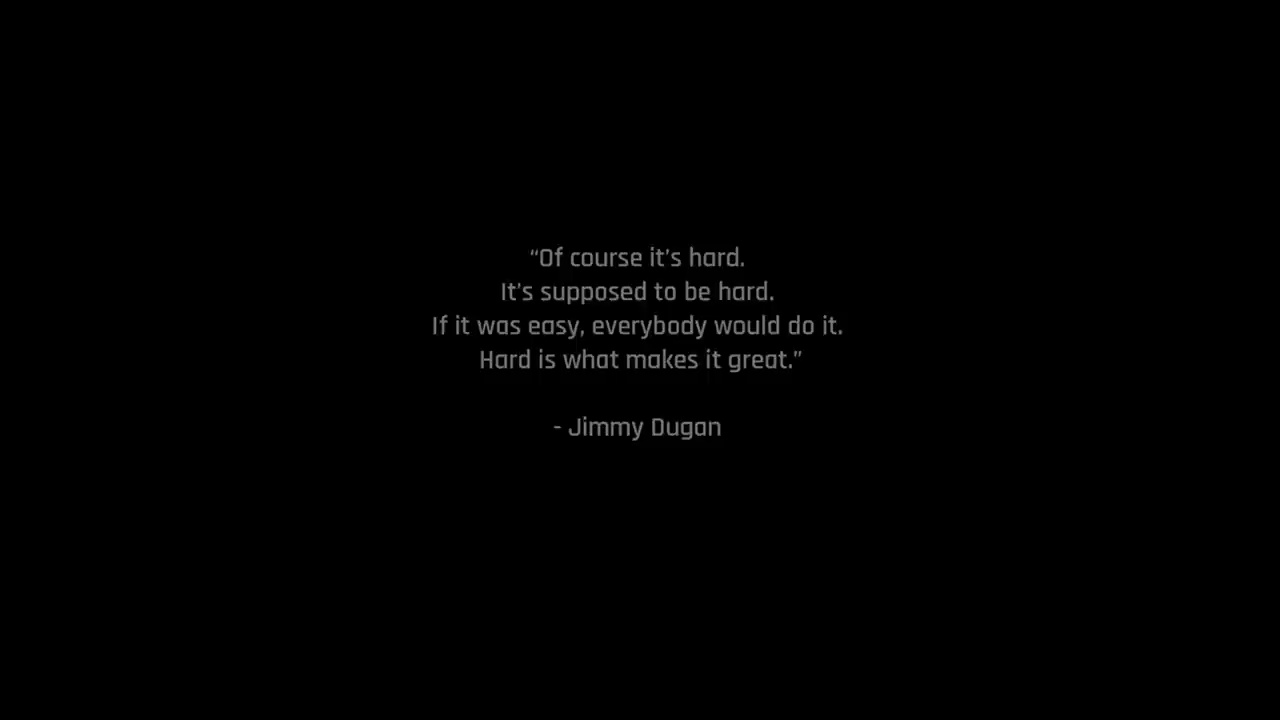 “Of course it’s hard.
It’s supposed to be hard.
If it was easy, everybody would do it.
Hard is what makes it great.”
- Jimmy Dugan